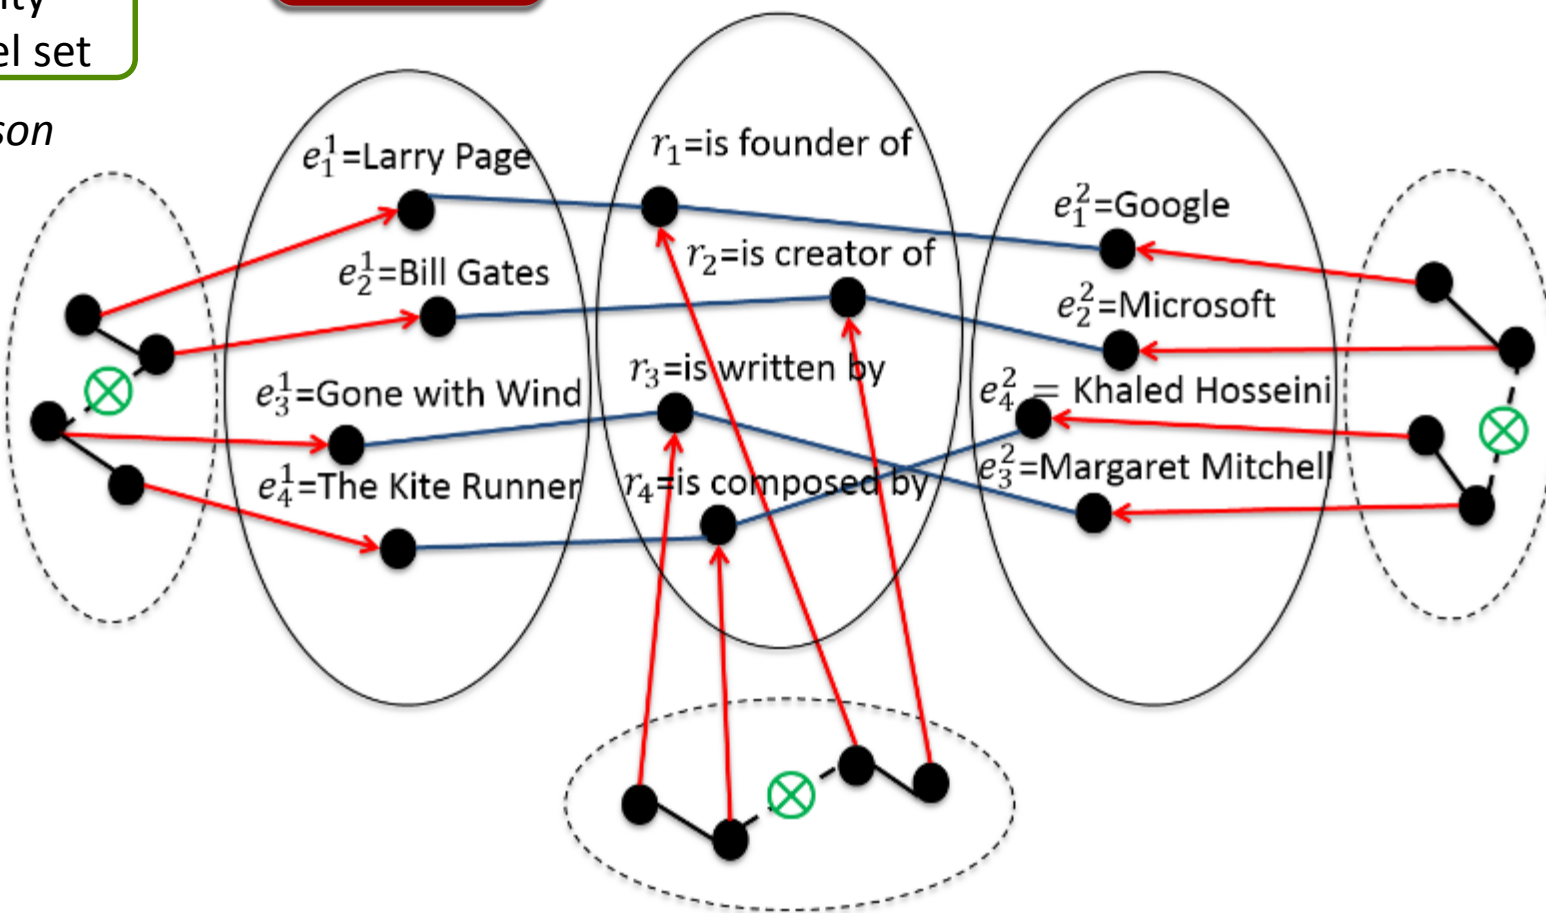 el set
e₁¹=Larry Page
r₁=is founder of
e₁²=Google
r₂=is creator of
e₂¹=Bill Gates
e₂²=Microsoft
r₃=is written by
e₃¹=Gone with Wind
e₄² = Khaled Hosseini
e₄¹=The Kite Runner
r₄=is composed by
e₃²=Margaret Mitchell